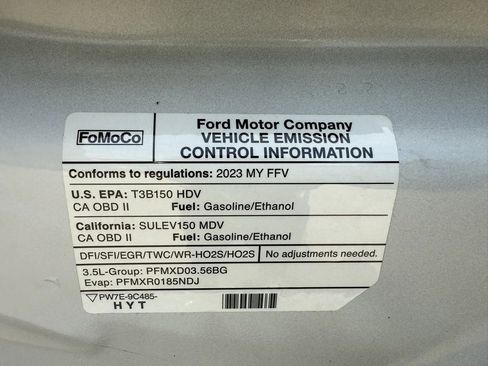 FoMoCo
Ford Motor Company
VEHICLE EMISSION
CONTROL INFORMATION
Conforms to regulations: 2023 MY FFV
U.S. EPA: T3B150 HDV
CA OBD II Fuel: Gasoline/Ethanol
California: SULEV150 MDV
CA OBD II Fuel: Gasoline/Ethanol
DFI/SFI/EGR/TWC/WR-HO2S/HO2S No adjustments needed.
3.5L-Group: PFMXD03.56BG
Evap: PFMXR0185NDJ
PW7E-9C485-
HYT